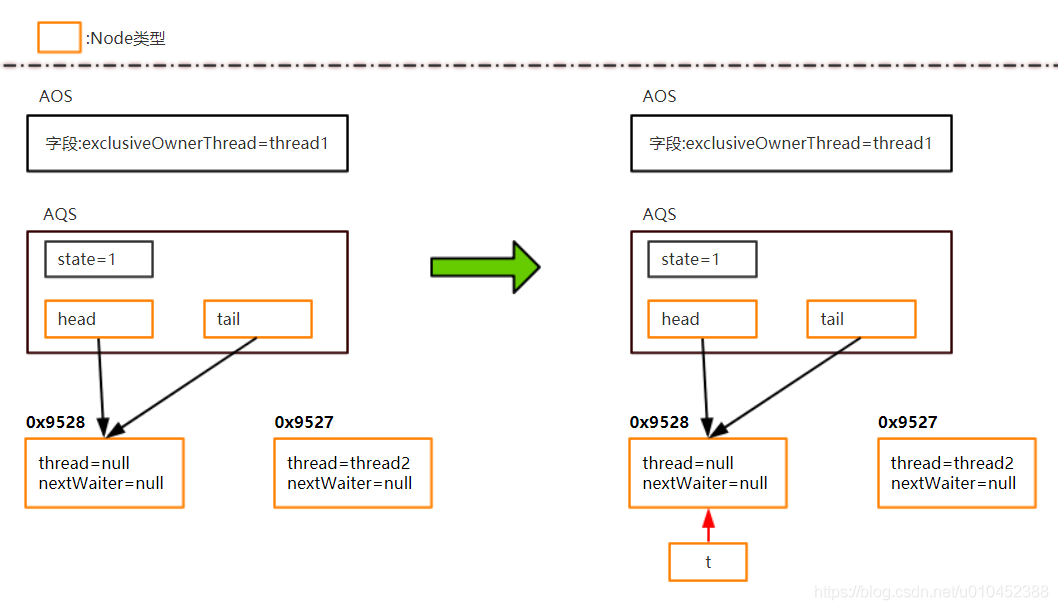 :Node类型
AOS
字段:exclusiveOwnerThread=thread1
AQS
state=1
head
tail
0x9528
thread=null
nextWaiter=null
0x9527
thread=thread2
nextWaiter=null
AOS
字段:exclusiveOwnerThread=thread1
AQS
state=1
head
tail
0x9528
thread=null
nextWaiter=null
0x9527
thread=thread2
nextWaiter=null
t
https://blog.csdn.net/u010452388